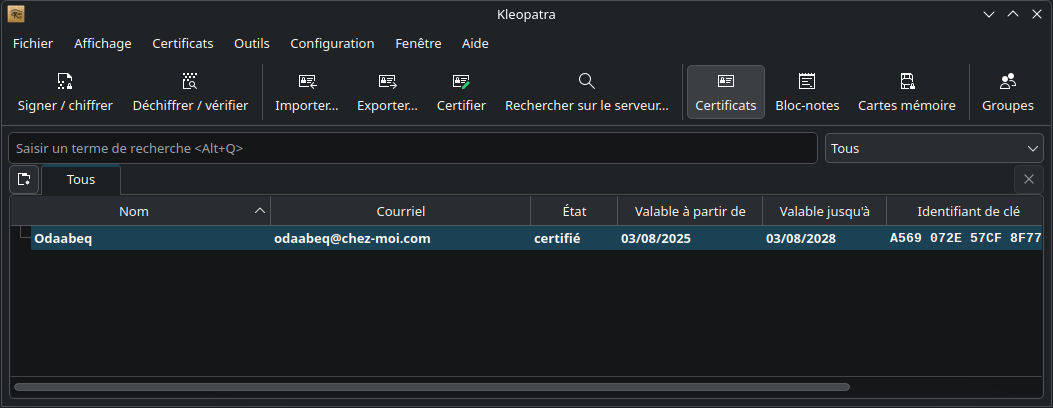 Kleopatra
Fichier Affichage Certificats Outils Configuration Fenêtre Aide
Signer / chiffrer Déchiffrer / vérifier Importer... Exporter... Certifier Rechercher sur le serveur... Certificats Bloc-notes Cartes mémoire Groupes
Saisir un terme de recherche <Alt+Q> Tous
Tous
Nom Courriel État Valable à partir de Valable jusqu'à Identifiant de clé
Odaabeq odaabeq@chez-moi.com certifié 03/08/2025 03/08/2028 A569 072E 57CF 8F77